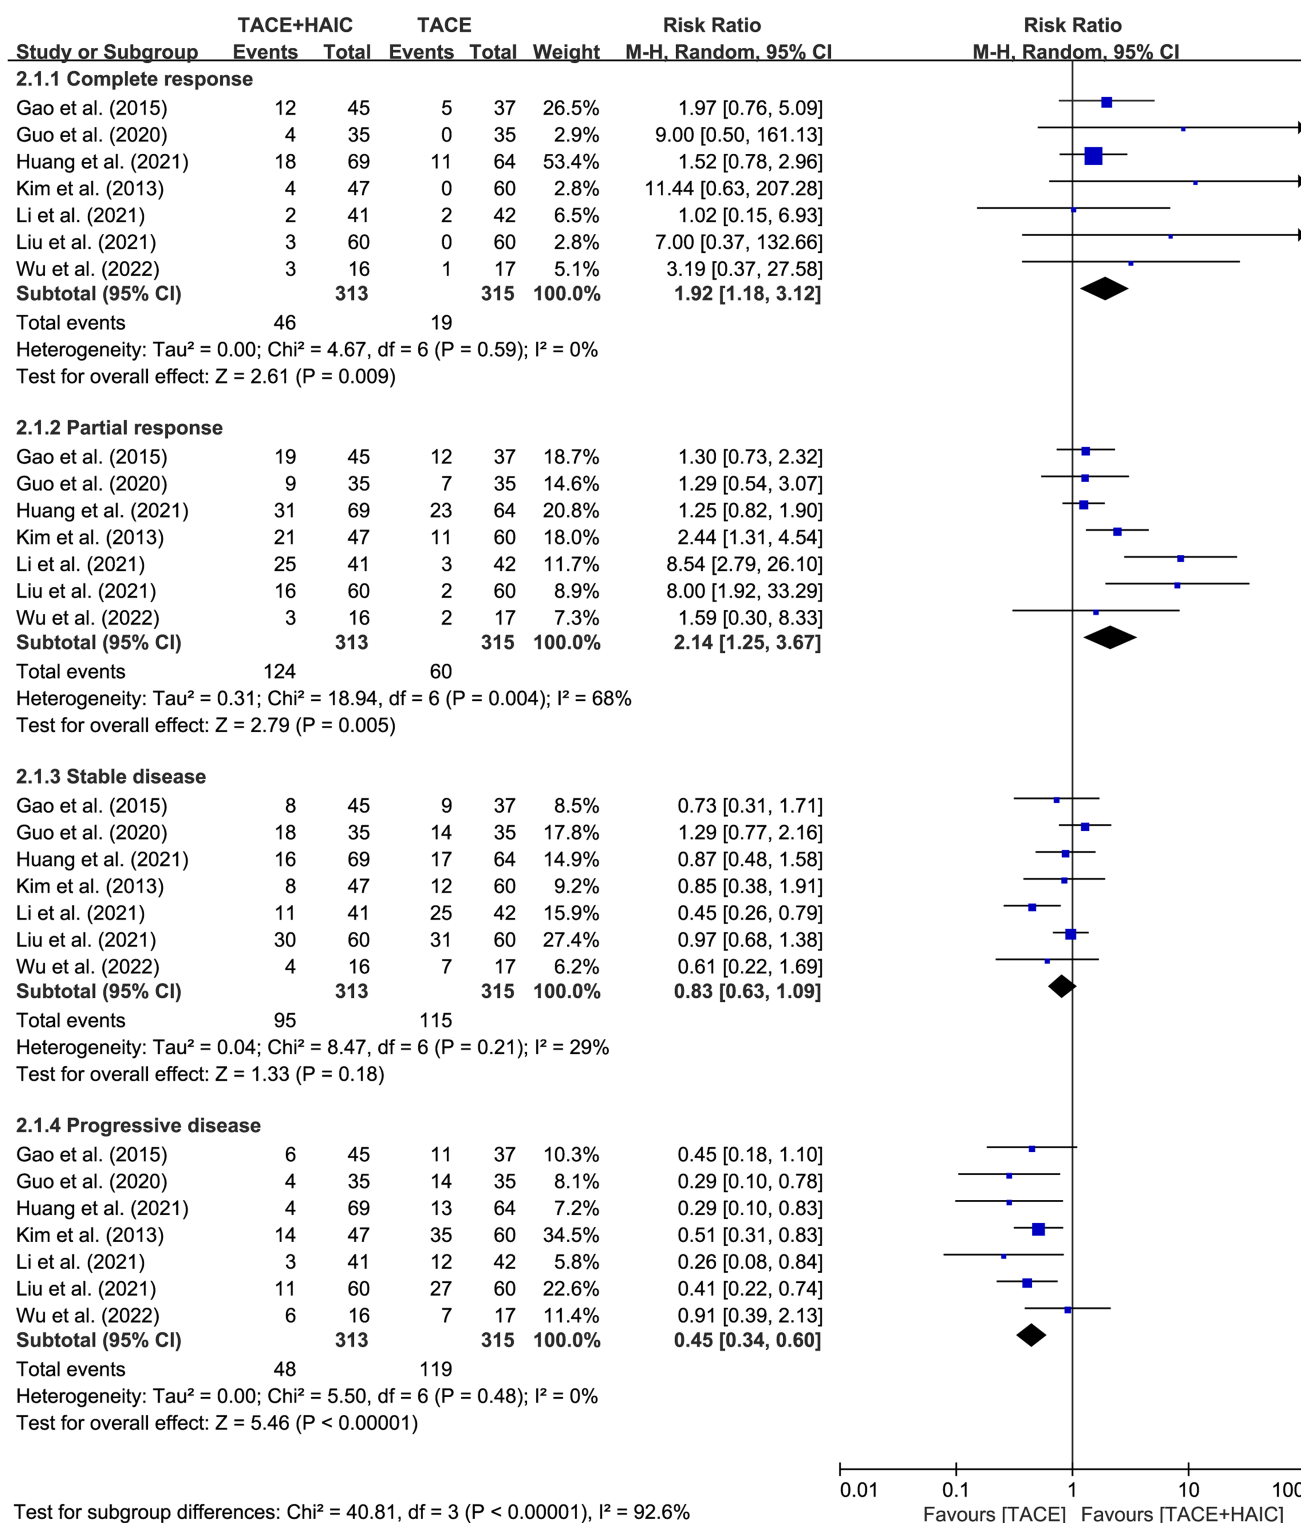 TACE+HAIC TACE Risk Ratio Risk Ratio
Study or Subgroup Events Total Events Total Weight M-H, Random, 95% CI M-H, Random, 95% CI
2.1.1 Complete response
Gao et al. (2015) 12 45 5 37 26.5% 1.97 [0.76, 5.09]
Guo et al. (2020) 4 35 0 35 2.9% 9.00 [0.50, 161.13]
Huang et al. (2021) 18 69 11 64 53.4% 1.52 [0.78, 2.96]
Kim et al. (2013) 4 47 0 60 2.8% 11.44 [0.63, 207.28]
Li et al. (2021) 2 41 2 42 6.5% 1.02 [0.15, 6.93]
Liu et al. (2021) 3 60 0 60 2.8% 7.00 [0.37, 132.66]
Wu et al. (2022) 3 16 1 17 5.1% 3.19 [0.37, 27.58]
Subtotal (95% CI) 313 315 100.0% 1.92 [1.18, 3.12]
Total events 46 19
Heterogeneity: Tau² = 0.00; Chi² = 4.67, df = 6 (P = 0.59); I² = 0%
Test for overall effect: Z = 2.61 (P = 0.009)
2.1.2 Partial response
Gao et al. (2015) 19 45 12 37 18.7% 1.30 [0.73, 2.32]
Guo et al. (2020) 9 35 7 35 14.6% 1.29 [0.54, 3.07]
Huang et al. (2021) 31 69 23 64 20.8% 1.25 [0.82, 1.90]
Kim et al. (2013) 21 47 11 60 18.0% 2.44 [1.31, 4.54]
Li et al. (2021) 25 41 3 42 11.7% 8.54 [2.79, 26.10]
Liu et al. (2021) 16 60 2 60 8.9% 8.00 [1.92, 33.29]
Wu et al. (2022) 3 16 2 17 7.3% 1.59 [0.30, 8.33]
Subtotal (95% CI) 313 315 100.0% 2.14 [1.25, 3.67]
Total events 124 60
Heterogeneity: Tau² = 0.31; Chi² = 18.94, df = 6 (P = 0.004); I² = 68%
Test for overall effect: Z = 2.79 (P = 0.005)
2.1.3 Stable disease
Gao et al. (2015) 8 45 9 37 8.5% 0.73 [0.31, 1.71]
Guo et al. (2020) 18 35 14 35 17.8% 1.29 [0.77, 2.16]
Huang et al. (2021) 16 69 17 64 14.9% 0.87 [0.48, 1.58]
Kim et al. (2013) 8 47 12 60 9.2% 0.85 [0.38, 1.91]
Li et al. (2021) 11 41 25 42 15.9% 0.45 [0.26, 0.79]
Liu et al. (2021) 30 60 31 60 27.4% 0.97 [0.68, 1.38]
Wu et al. (2022) 4 16 7 17 6.2% 0.61 [0.22, 1.69]
Subtotal (95% CI) 313 315 100.0% 0.83 [0.63, 1.09]
Total events 95 115
Heterogeneity: Tau² = 0.04; Chi² = 8.47, df = 6 (P = 0.21); I² = 29%
Test for overall effect: Z = 1.33 (P = 0.18)
2.1.4 Progressive disease
Gao et al. (2015) 6 45 11 37 10.3% 0.45 [0.18, 1.10]
Guo et al. (2020) 4 35 14 35 8.1% 0.29 [0.10, 0.78]
Huang et al. (2021) 4 69 13 64 7.2% 0.29 [0.10, 0.83]
Kim et al. (2013) 14 47 35 60 34.5% 0.51 [0.31, 0.83]
Li et al. (2021) 3 41 12 42 5.8% 0.26 [0.08, 0.84]
Liu et al. (2021) 11 60 27 60 22.6% 0.41 [0.22, 0.74]
Wu et al. (2022) 6 16 7 17 11.4% 0.91 [0.39, 2.13]
Subtotal (95% CI) 313 315 100.0% 0.45 [0.34, 0.60]
Total events 48 119
Heterogeneity: Tau² = 0.00; Chi² = 5.50, df = 6 (P = 0.48); I² = 0%
Test for overall effect: Z = 5.46 (P < 0.00001)
0.01 0.1 1 10 100
Test for subgroup differences: Chi² = 40.81, df = 3 (P < 0.00001), I² = 92.6%
Favours [TACE] Favours [TACE+HAIC]